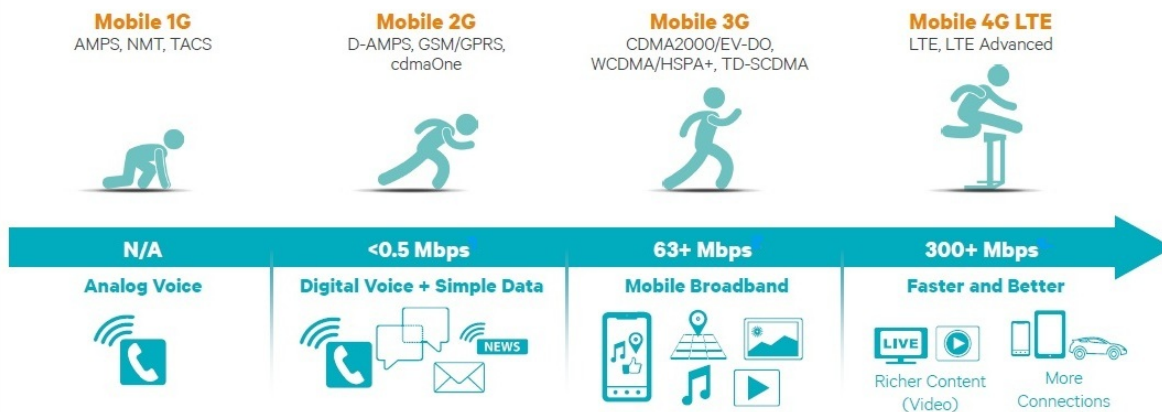 Mobile 1G
AMPS, NMT, TACS
Mobile 2G
D-AMPS, GSM/GPRS,
cdmaOne
Mobile 3G
CDMA2000/EV-DO,
WCDMA/HSPA+, TD-SCDMA
Mobile 4G LTE
LTE, LTE Advanced
N/A
<0.5 Mbps
63+ Mbps
300+ Mbps
Analog Voice
Digital Voice + Simple Data
NEWS
Mobile Broadband
Faster and Better
LIVE
Richer Content
(Video)
More
Connections